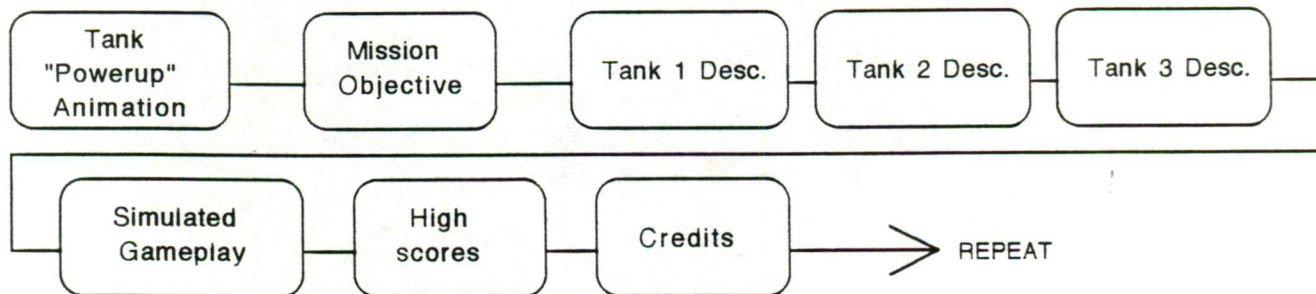 Tank
"Powerup"
Animation
Mission
Objective
Tank 1 Desc.
Tank 2 Desc.
Tank 3 Desc.
Simulated
Gameplay
High
scores
Credits
REPEAT